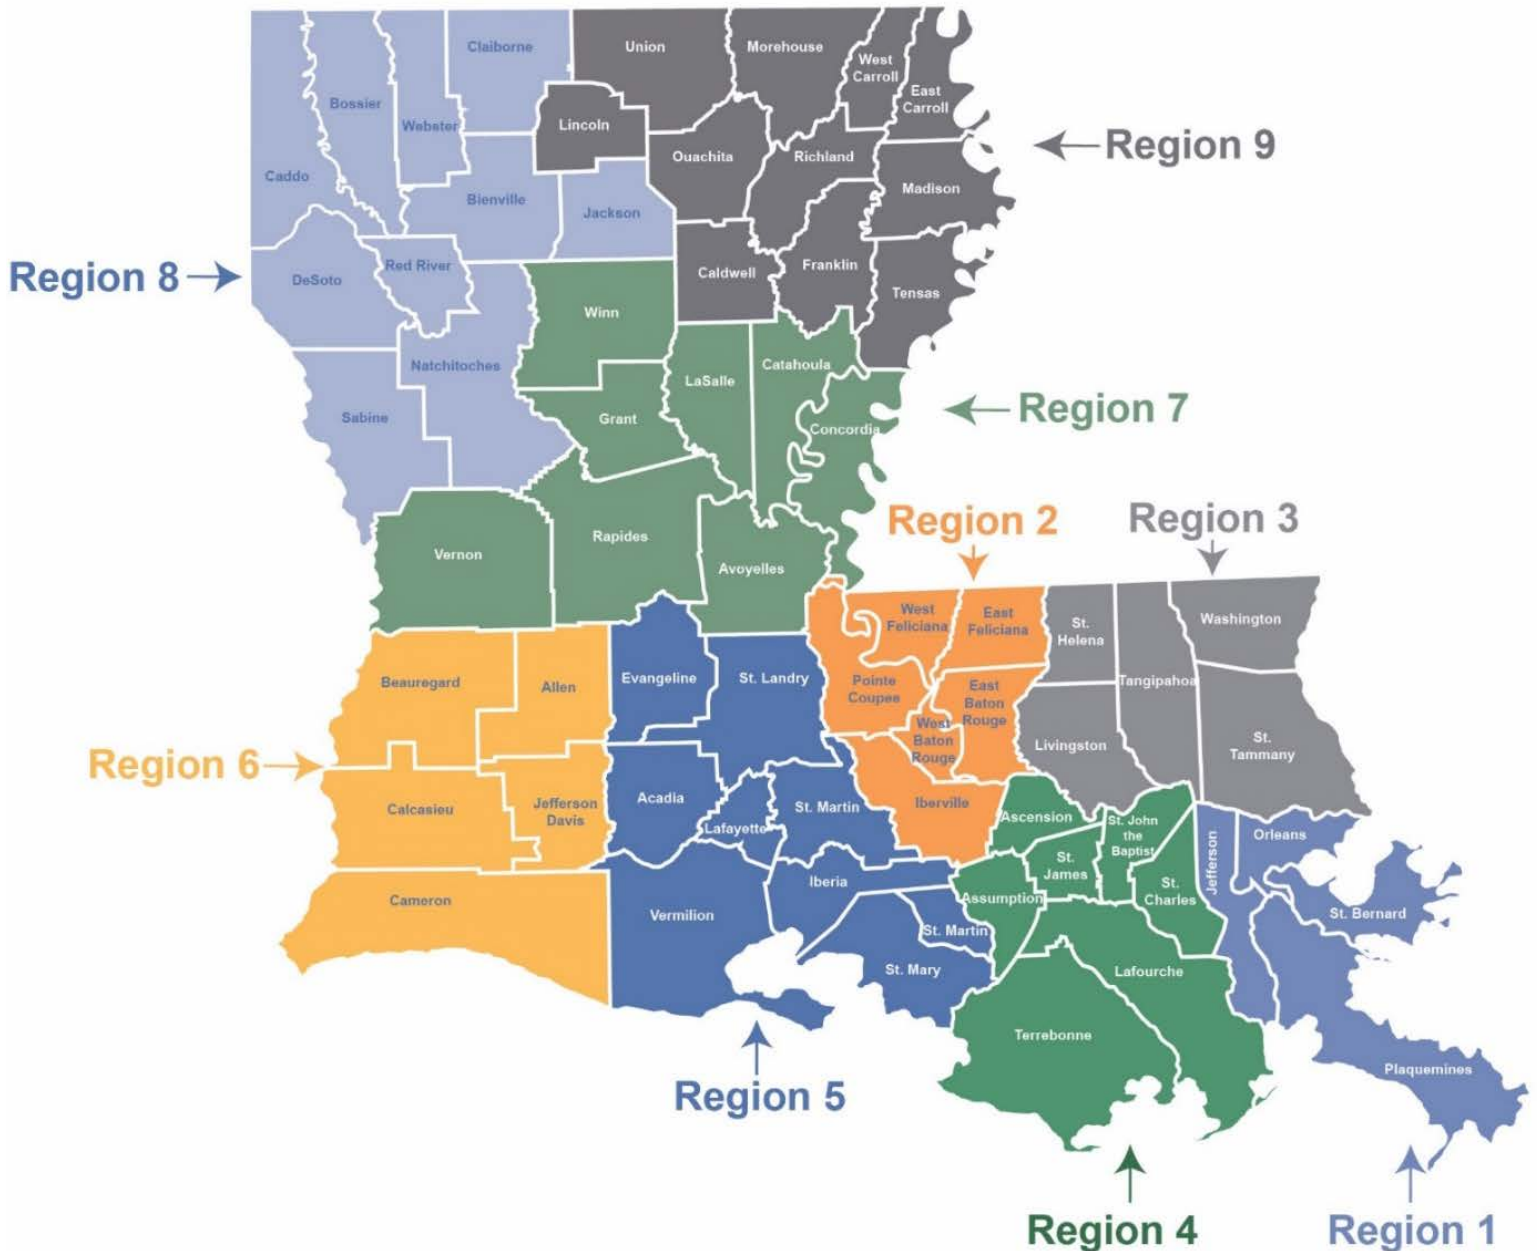 Claiborne
Union
Morehouse
West
Carroll
East
Carroll
Bossier
Webster
Lincoln
Ouachita
Richland
Region 9
Caddo
Bienville
Jackson
Madison
Region 8
DeSoto
Red River
Caldwell
Franklin
Tensas
Winn
Natchitoches
LaSalle
Catahoula
Sabine
Grant
Concordia
Region 7
Vernon
Rapides
Avoyelles
Region 2
Region 3
West
Feliciana
East
Feliciana
St.
Helena
Washington
Beauregard
Allen
Evangeline
St. Landry
Pointe
Coupee
East
Baton
Rouge
Tangipahoa
West
Baton
Rouge
Livingston
St.
Tammany
Region 6
Calcasieu
Jefferson
Davis
Acadia
Lafayette
St. Martin
Iberville
Ascension
St. John
the
Baptist
Jefferson
Orleans
St.
James
Cameron
Vermilion
Iberia
Assumption
St.
Charles
St. Bernard
St. Martin
St. Mary
Lafourche
Terrebonne
Plaquemines
Region 5
Region 4
Region 1